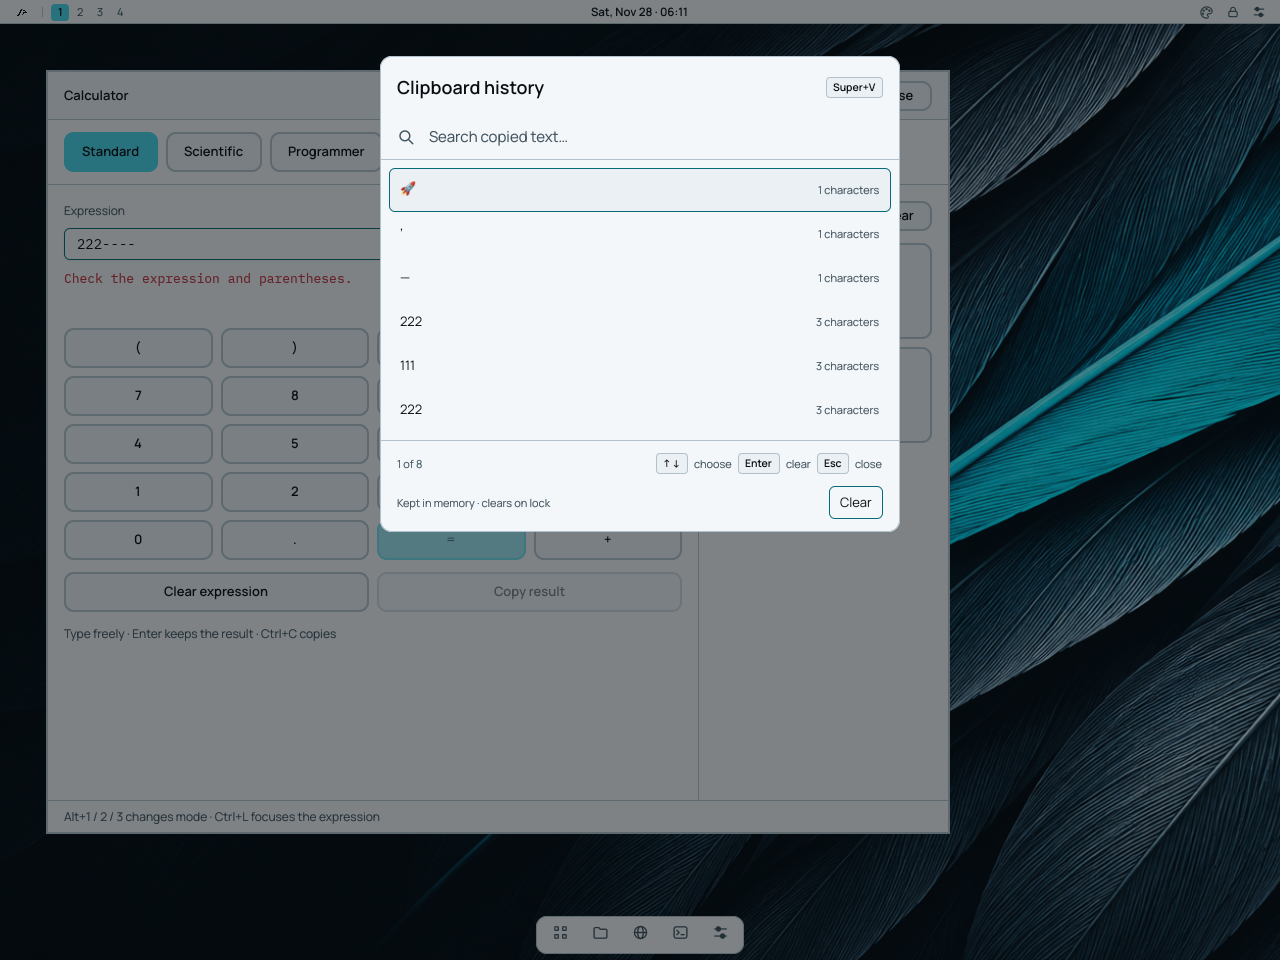 1 2 3 4
Sat, Nov 28 · 06:11
Calculator
Standard
Scientific
Programmer
Expression
222----
Check the expression and parentheses.
(
)
7
8
4
5
1
2
0
.
=
+
Clear expression
Copy result
Type freely · Enter keeps the result · Ctrl+C copies
Alt+1 / 2 / 3 changes mode · Ctrl+L focuses the expression
Clipboard history
Super+V
Search copied text...
🚀 1 characters
' 1 characters
— 1 characters
222 3 characters
111 3 characters
222 3 characters
1 of 8
↑↓ choose Enter clear Esc close
Kept in memory · clears on lock
Clear